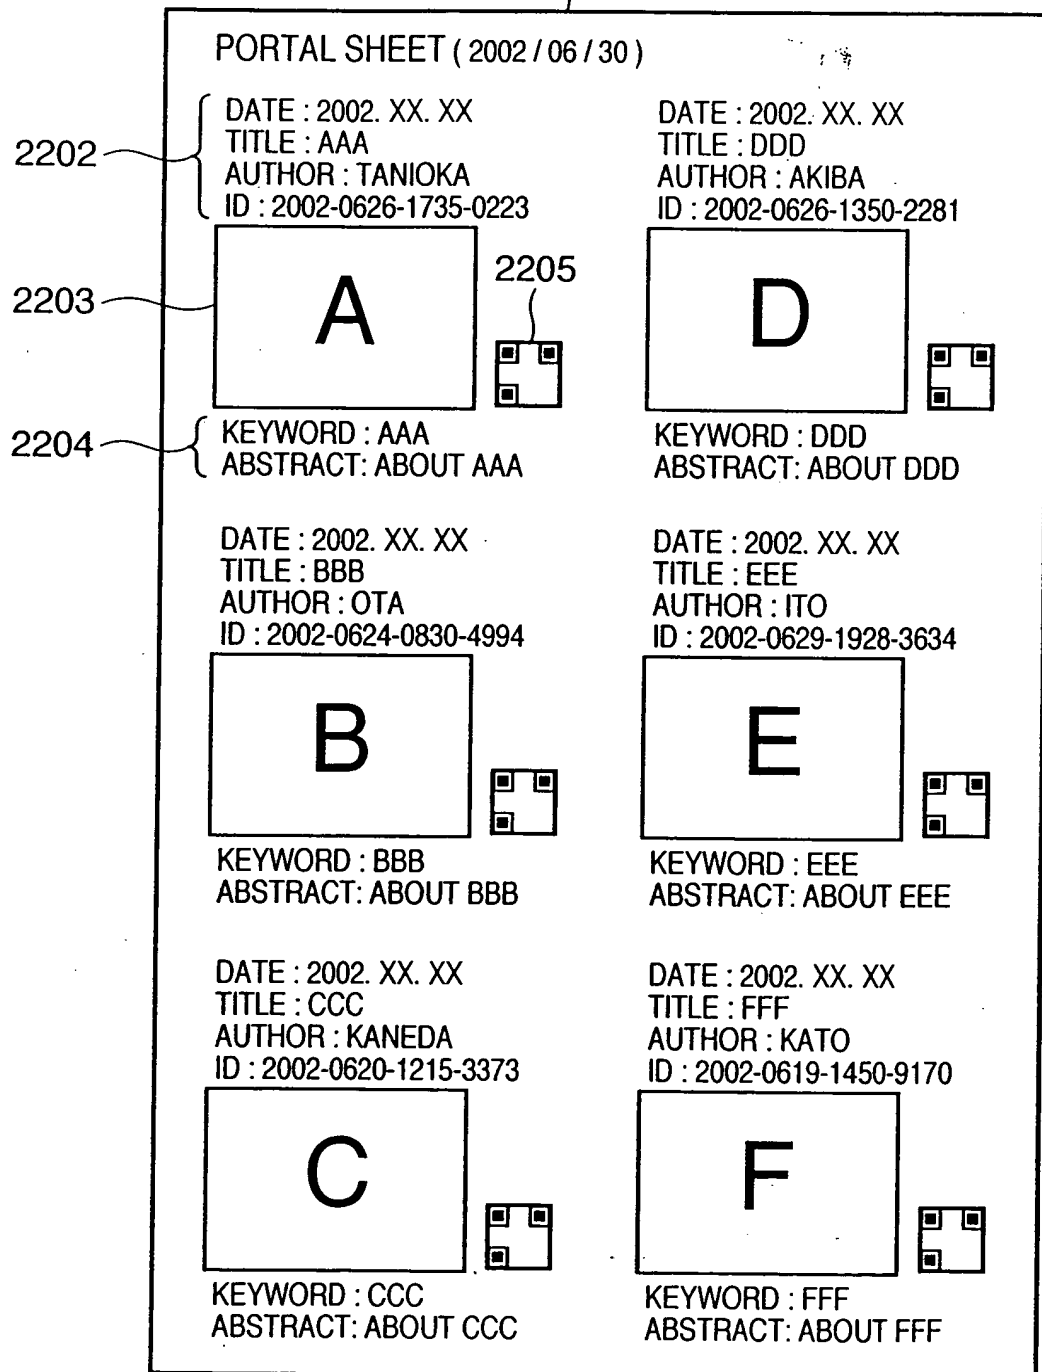 PORTAL SHEET ( 2002 / 06 / 30 )
2202
DATE : 2002. XX. XX
TITLE : AAA
AUTHOR : TANIOKA
ID : 2002-0626-1735-0223
2203
A
2205
2204
KEYWORD : AAA
ABSTRACT: ABOUT AAA
DATE : 2002. XX. XX
TITLE : DDD
AUTHOR : AKIBA
ID : 2002-0626-1350-2281
D
KEYWORD : DDD
ABSTRACT: ABOUT DDD
DATE : 2002. XX. XX
TITLE : BBB
AUTHOR : OTA
ID : 2002-0624-0830-4994
B
KEYWORD : BBB
ABSTRACT: ABOUT BBB
DATE : 2002. XX. XX
TITLE : EEE
AUTHOR : ITO
ID : 2002-0629-1928-3634
E
KEYWORD : EEE
ABSTRACT: ABOUT EEE
DATE : 2002. XX. XX
TITLE : CCC
AUTHOR : KANEDA
ID : 2002-0620-1215-3373
C
KEYWORD : CCC
ABSTRACT: ABOUT CCC
DATE : 2002. XX. XX
TITLE : FFF
AUTHOR : KATO
ID : 2002-0619-1450-9170
F
KEYWORD : FFF
ABSTRACT: ABOUT FFF